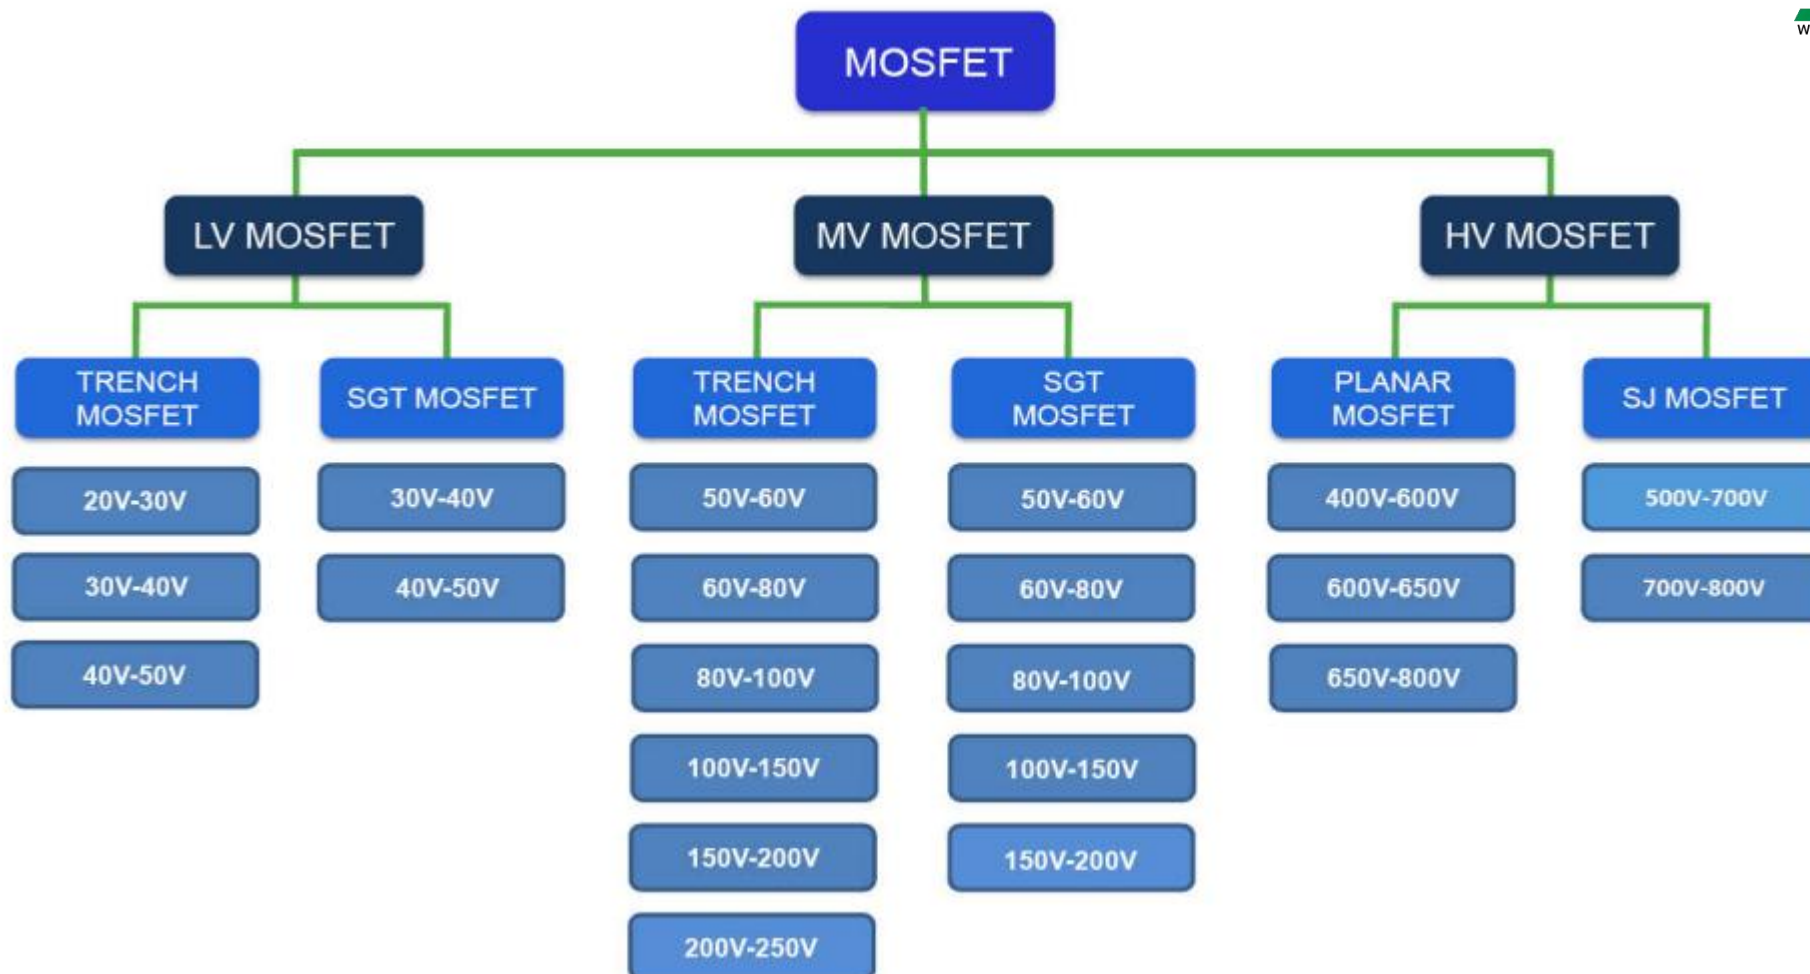 MOSFET
LV MOSFET
MV MOSFET
HV MOSFET
TRENCH
MOSFET
SGT MOSFET
TRENCH
MOSFET
SGT
MOSFET
PLANAR
MOSFET
SJ MOSFET
20V-30V
30V-40V
40V-50V
30V-40V
40V-50V
50V-60V
60V-80V
80V-100V
100V-150V
150V-200V
200V-250V
50V-60V
60V-80V
80V-100V
100V-150V
150V-200V
400V-600V
600V-650V
650V-800V
500V-700V
700V-800V